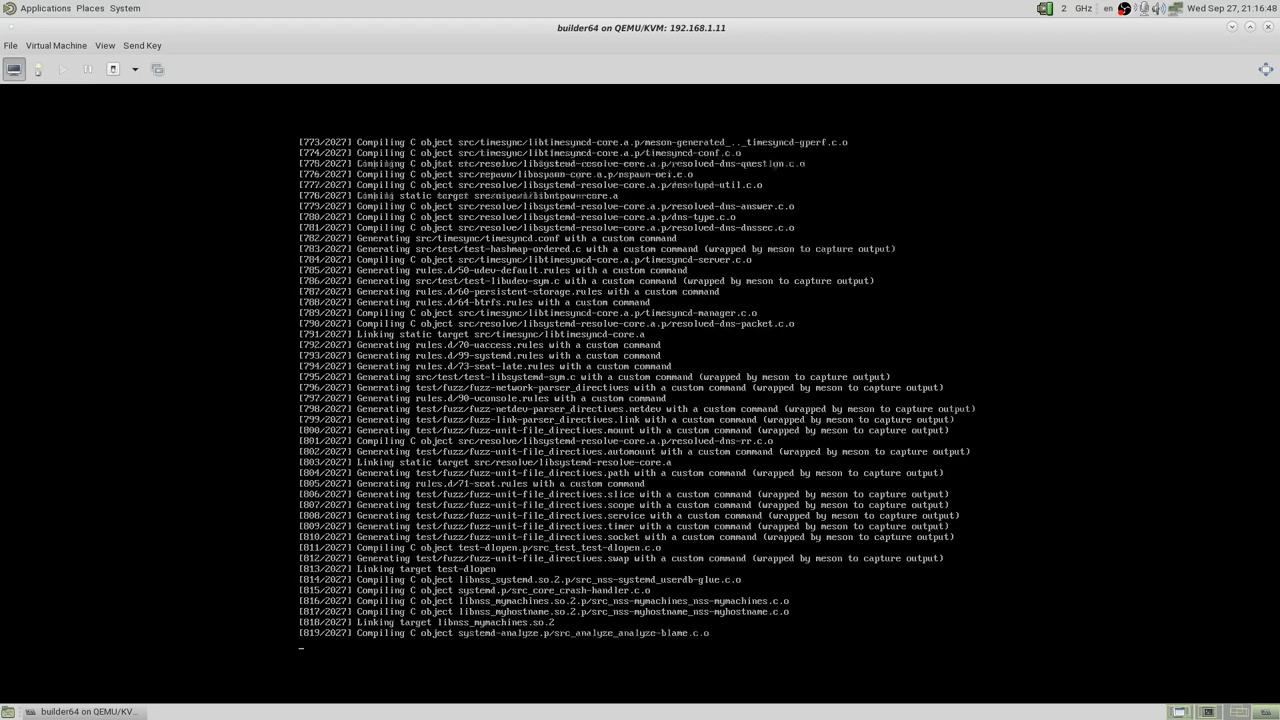 Applications Places System 2 GHz en Wed Sep 27, 21:16:48
builder64 on QEMU/KVM: 192.168.1.11
File Virtual Machine View Send Key
[773/2027] Compiling C object src/timesync/libtimesyncd-core.a.p/meson-generated_.._timesyncd-gperf.c.o
[774/2027] Compiling C object src/timesync/libtimesyncd-core.a.p/timesyncd-conf.c.o
[778/2027] Compiling C object src/resolve/libsystemd-resolve-core.a.p/resolved-dns-question.c.o
[776/2027] Compiling C object
[777/2027] Compiling C object src/resolve/libsystemd-resolve-core.a.p/
[778/2027] static target
[779/2027] Compiling C object src/resolve/libsystemd-resolve-core.a.p/resolved-dns-answer.c.o
[780/2027] Compiling C object src/resolve/libsystemd-resolve-core.a.p/dns-type.c.o
[781/2027] Compiling C object src/resolve/libsystemd-resolve-core.a.p/resolved-dns-dnssec.c.o
[782/2027] Generating src/timesync/timesyncd.conf with a custom command
[783/2027] Generating src/test/test-hashmap-ordered.c with a custom command (wrapped by meson to capture output)
[784/2027] Compiling C object src/timesync/libtimesyncd-core.a.p/timesyncd-server.c.o
[785/2027] Generating rules.d/50-udev-default.rules with a custom command
[786/2027] Generating src/test/test-libudev-sym.c with a custom command (wrapped by meson to capture output)
[787/2027] Generating rules.d/60-persistent-storage.rules with a custom command
[788/2027] Generating rules.d/64-btrfs.rules with a custom command
[789/2027] Compiling C object src/timesync/libtimesyncd-core.a.p/timesyncd-manager.c.o
[790/2027] Compiling C object src/resolve/libsystemd-resolve-core.a.p/resolved-dns-packet.c.o
[791/2027] Linking static target src/timesync/libtimesyncd-core.a
[792/2027] Generating rules.d/70-uaccess.rules with a custom command
[793/2027] Generating rules.d/99-systemd.rules with a custom command
[794/2027] Generating rules.d/73-seat-late.rules with a custom command
[795/2027] Generating src/test/test-libsystemd-sym.c with a custom command (wrapped by meson to capture output)
[796/2027] Generating test/fuzz/fuzz-network-parser_directives with a custom command (wrapped by meson to capture output)
[797/2027] Generating rules.d/90-vconsole.rules with a custom command
[798/2027] Generating test/fuzz/fuzz-netdev-parser_directives.netdev with a custom command (wrapped by meson to capture output)
[799/2027] Generating test/fuzz/fuzz-link-parser_directives.link with a custom command (wrapped by meson to capture output)
[800/2027] Generating test/fuzz/fuzz-unit-file_directives.mount with a custom command (wrapped by meson to capture output)
[801/2027] Compiling C object src/resolve/libsystemd-resolve-core.a.p/resolved-dns-rr.c.o
[802/2027] Generating test/fuzz/fuzz-unit-file_directives.automount with a custom command (wrapped by meson to capture output)
[803/2027] Linking static target src/resolve/libsystemd-resolve-core.a
[804/2027] Generating test/fuzz/fuzz-unit-file_directives.path with a custom command (wrapped by meson to capture output)
[805/2027] Generating rules.d/71-seat.rules with a custom command
[806/2027] Generating test/fuzz/fuzz-unit-file_directives.slice with a custom command (wrapped by meson to capture output)
[807/2027] Generating test/fuzz/fuzz-unit-file_directives.scope with a custom command (wrapped by meson to capture output)
[808/2027] Generating test/fuzz/fuzz-unit-file_directives.service with a custom command (wrapped by meson to capture output)
[809/2027] Generating test/fuzz/fuzz-unit-file_directives.timer with a custom command (wrapped by meson to capture output)
[810/2027] Generating test/fuzz/fuzz-unit-file_directives.socket with a custom command (wrapped by meson to capture output)
[811/2027] Compiling C object test-dlopen.p/src_test_test-dlopen.c.o
[812/2027] Generating test/fuzz/fuzz-unit-file_directives.swap with a custom command (wrapped by meson to capture output)
[813/2027] Linking target test-dlopen
[814/2027] Compiling C object libnss_systemd.so.2.p/src_nss-systemd_userdb-glue.c.o
[815/2027] Compiling C object systemd.p/src_core_crash-handler.c.o
[816/2027] Compiling C object libnss_mymachines.so.2.p/src_nss-mymachines_nss-mymachines.c.o
[817/2027] Compiling C object libnss_myhostname.so.2.p/src_nss-myhostname_nss-myhostname.c.o
[818/2027] Linking target libnss_mymachines.so.2
[819/2027] Compiling C object systemd-analyze.p/src_analyze_analyze-blame.c.o
builder64 on QEMU/KV...